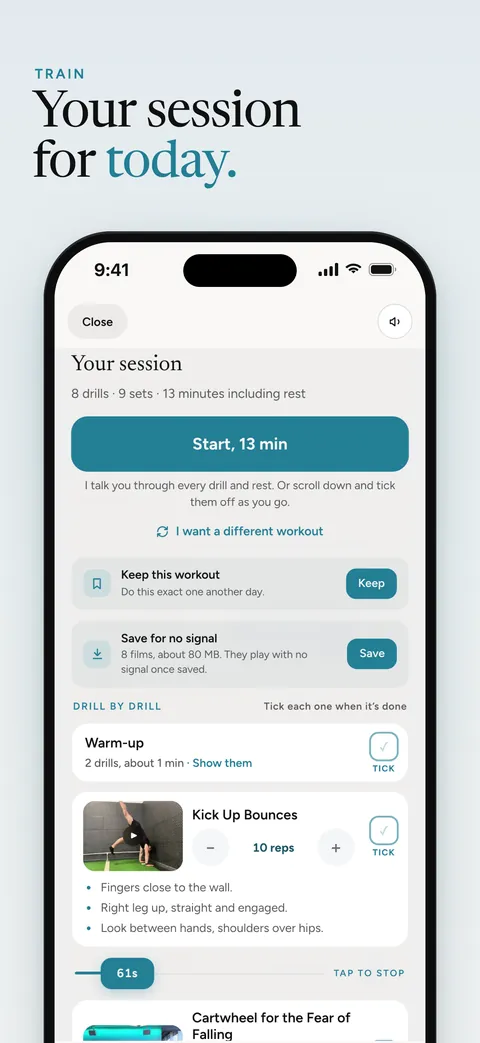 TRAIN
Your session
for today.
9:41
Close
Your session
8 drills · 9 sets · 13 minutes including rest
Start, 13 min
I talk you through every drill and rest. Or scroll down and tick
them off as you go.
I want a different workout
Keep this workout
Do this exact one another day.
Keep
Save for no signal
8 films, about 80 MB. They play with no
signal once saved.
Save
DRILL BY DRILL
Tick each one when it's done
Warm-up
2 drills, about 1 min · Show them
TICK
Kick Up Bounces
− 10 reps +
TICK
• Fingers close to the wall.
• Right leg up, straight and engaged.
• Look between hands, shoulders over hips.
61s
TAP TO STOP
Cartwheel for the Fear of
Falling